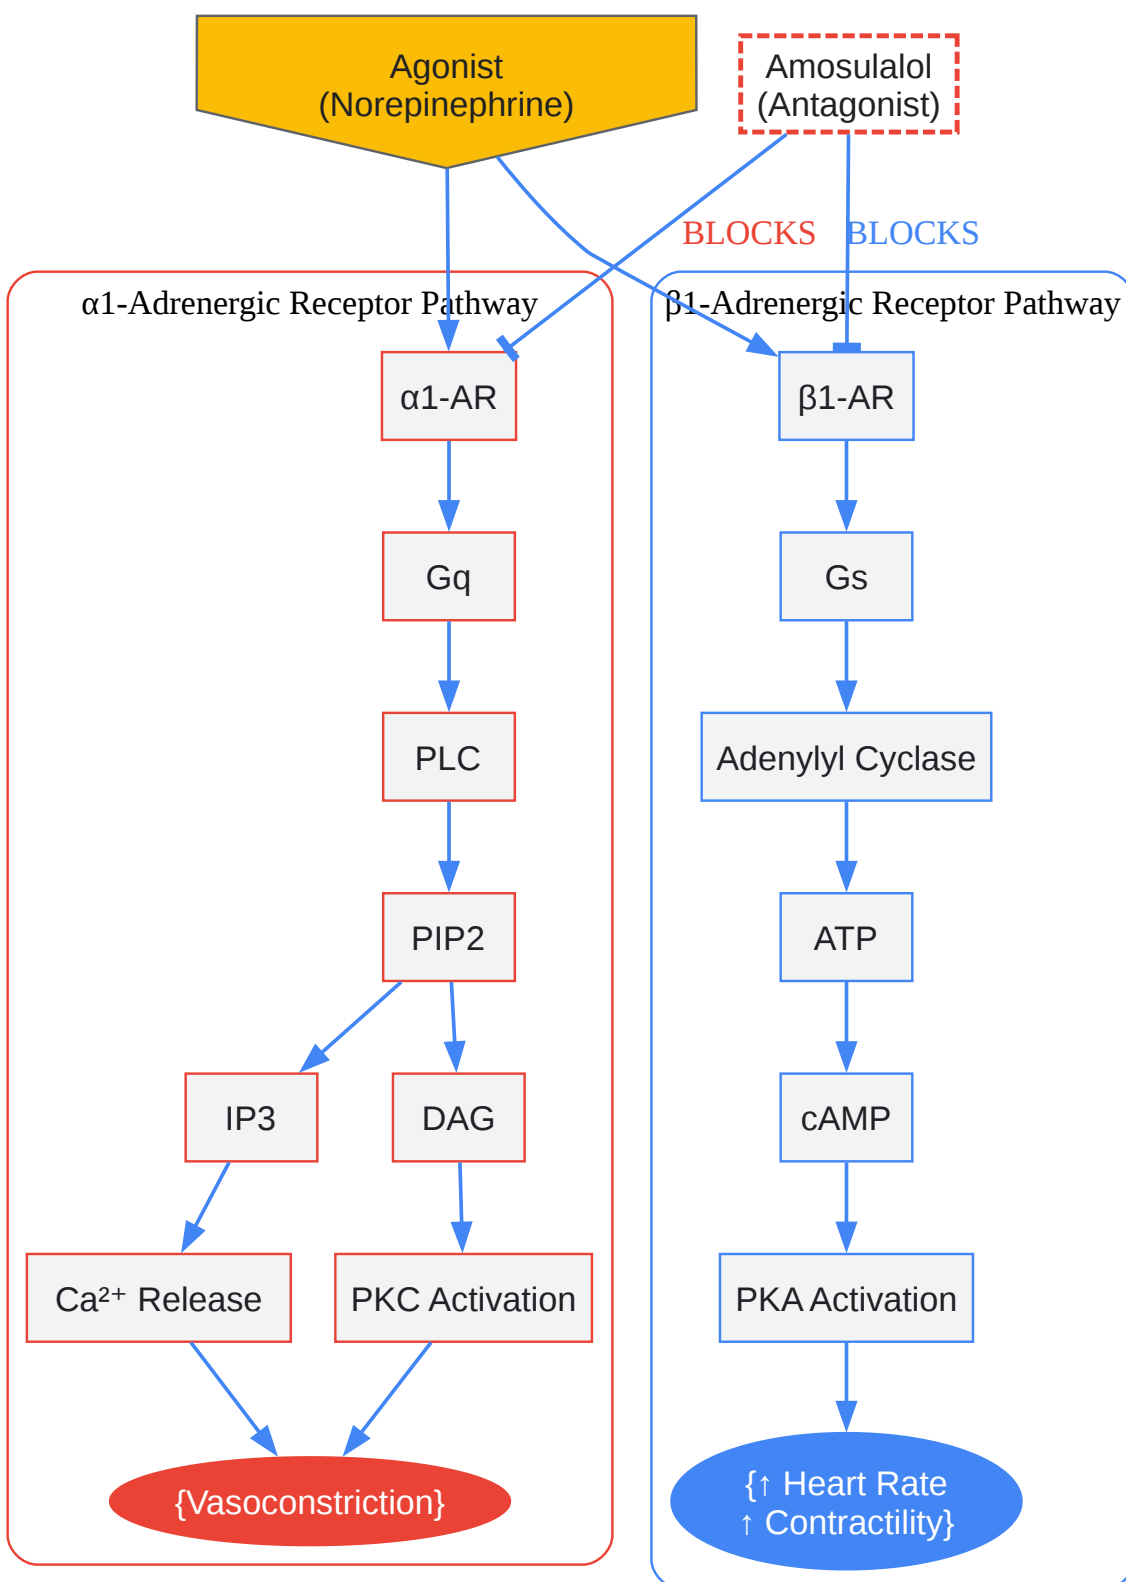 Agonist
(Norepinephrine)
Amosulalol
(Antagonist)
BLOCKS
BLOCKS
α1-Adrenergic Receptor Pathway
β1-Adrenergic Receptor Pathway
α1-AR
β1-AR
Gq
Gs
PLC
Adenylyl Cyclase
PIP2
ATP
IP3
DAG
cAMP
Ca²⁺ Release
PKC Activation
PKA Activation
{Vasoconstriction}
{↑ Heart Rate
↑ Contractility}